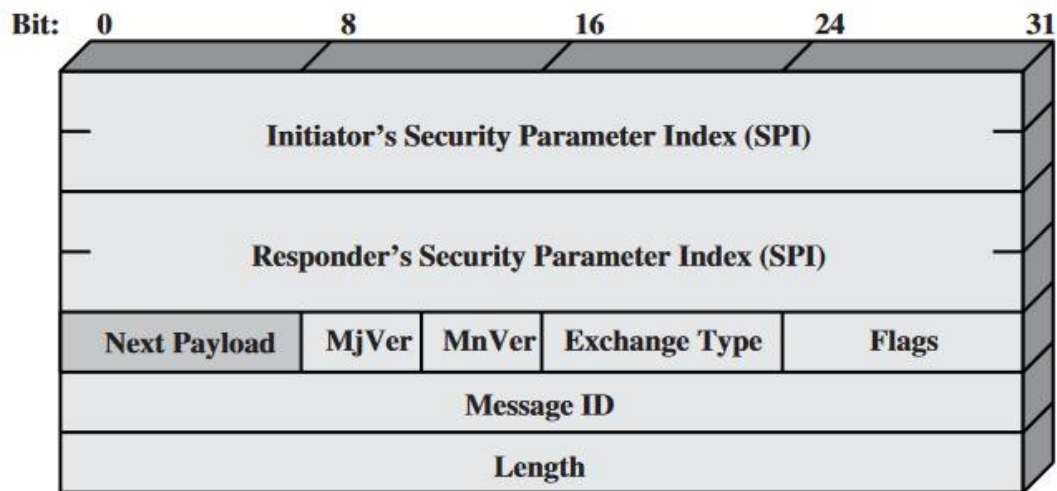 Bit: 0 8 16 24 31
Initiator’s Security Parameter Index (SPI)
Responder’s Security Parameter Index (SPI)
Next Payload MjVer MnVer Exchange Type Flags
Message ID
Length